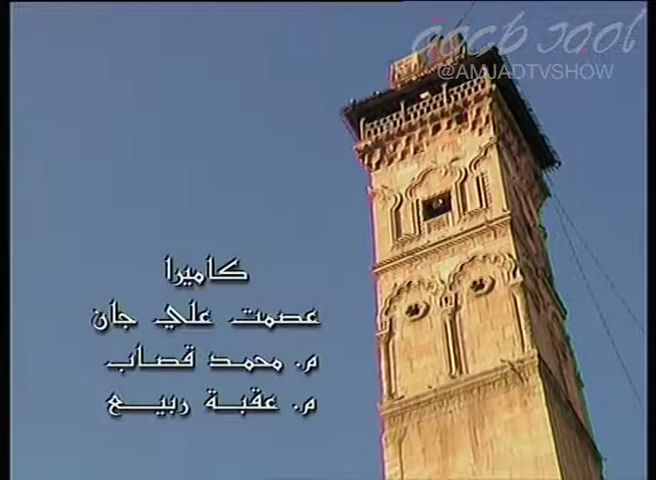 @AMJADTVSHOW
كاميرا
عصمت علي جان
م. محمد قصاب
م. عقبة ربيع